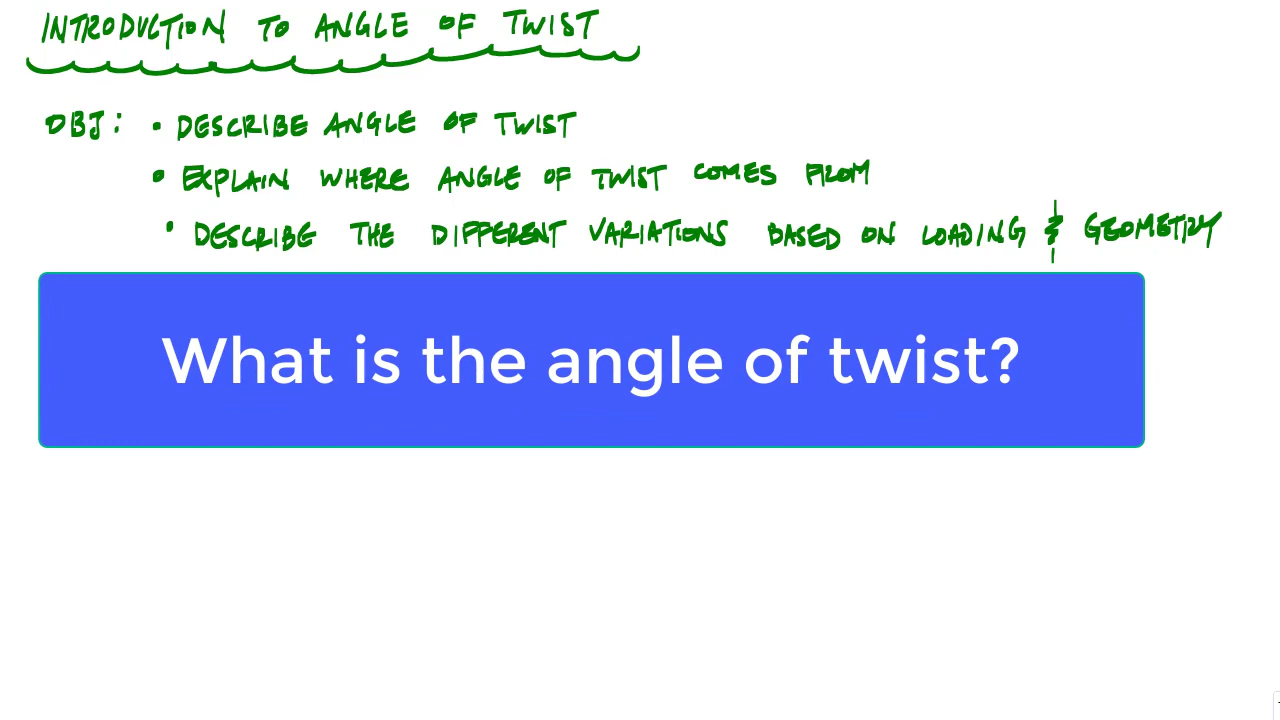 INTRODUCTION TO ANGLE OF TWIST
OBJ: • DESCRIBE ANGLE OF TWIST
• EXPLAIN WHERE ANGLE OF TWIST COMES FROM
• DESCRIBE THE DIFFERENT VARIATIONS BASED ON LOADING & GEOMETRY
What is the angle of twist?